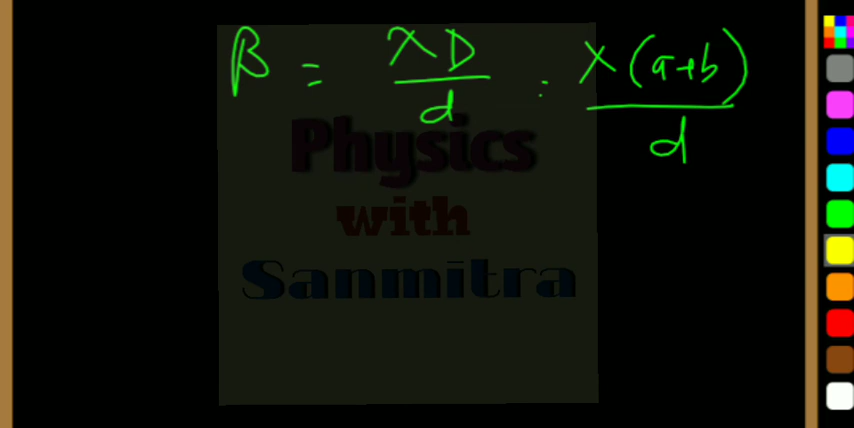 β = λD/d = λ(a+b)/d
Physics
with
Sanmitra